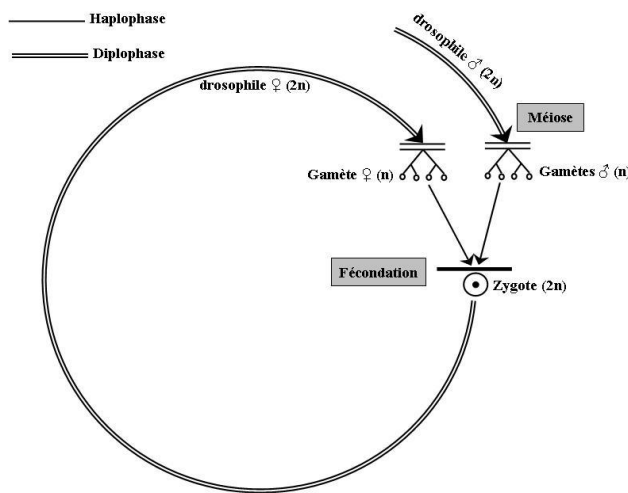 Haplophase
Diplophase
drosophile ♂ (2n)
drosophile ♀ (2n)
Méiose
Gamète ♀ (n)
Gamètes ♂ (n)
Fécondation
Zygote (2n)